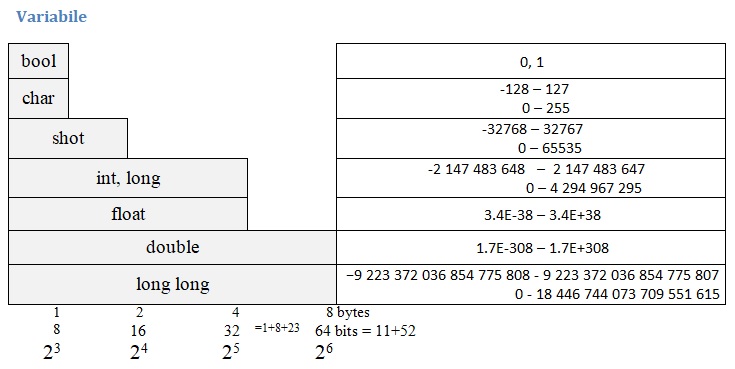 Variabile
bool
0, 1
char
-128 – 127
0 – 255
shot
-32768 – 32767
0 – 65535
int, long
-2 147 483 648 – 2 147 483 647
0 – 4 294 967 295
float
3.4E-38 – 3.4E+38
double
1.7E-308 – 1.7E+308
long long
−9 223 372 036 854 775 808 - 9 223 372 036 854 775 807
0 - 18 446 744 073 709 551 615
1 2 4 8 bytes
8 16 32 =1+8+23 64 bits = 11+52
2³ 2⁴ 2⁵ 2⁶